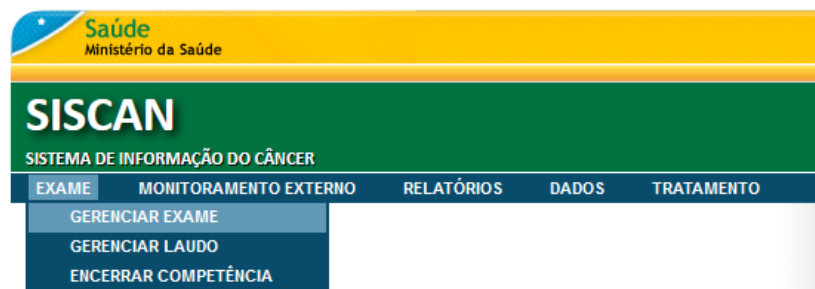 Saúde
Ministério da Saúde
SISCAN
SISTEMA DE INFORMAÇÃO DO CÂNCER
EXAME MONITORAMENTO EXTERNO RELATÓRIOS DADOS TRATAMENTO
GERENCIAR EXAME
GERENCIAR LAUDO
ENCERRAR COMPETÊNCIA